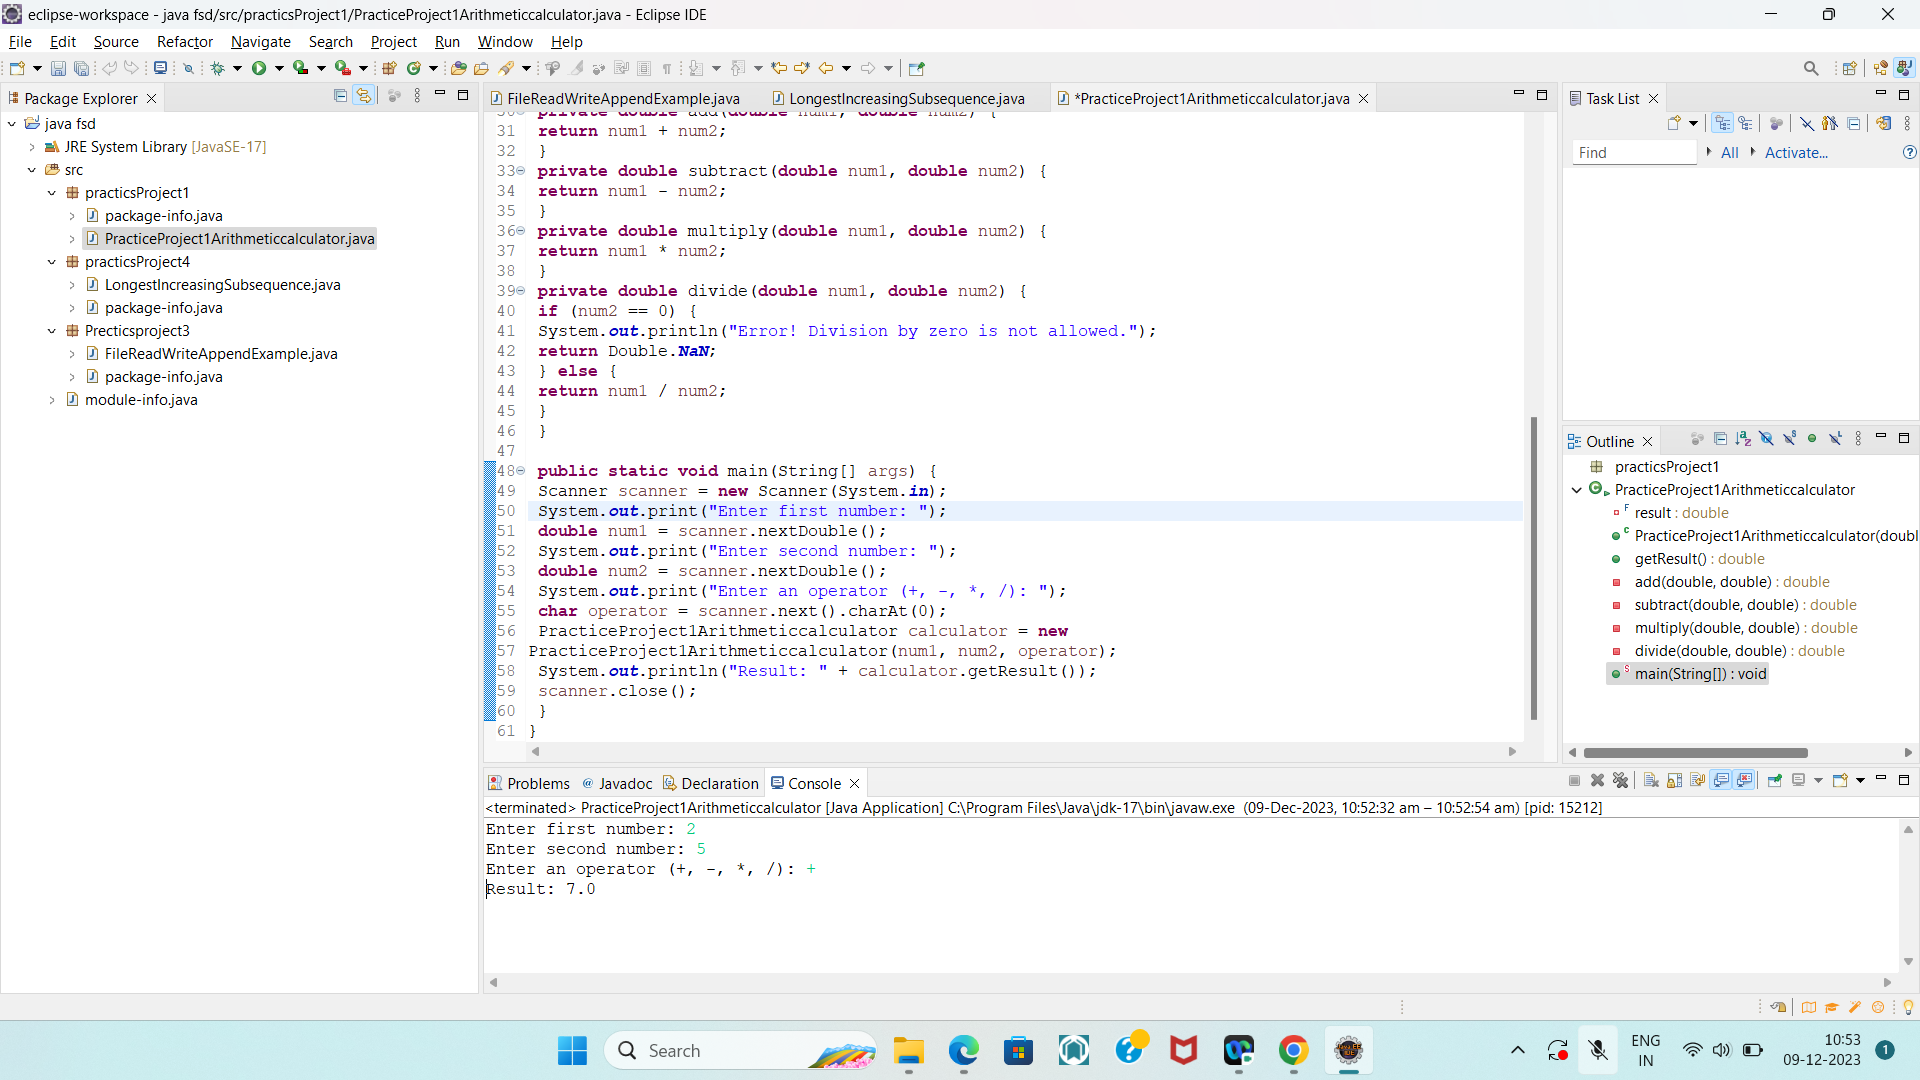 eclipse-workspace - java fsd/src/practicsProject1/PracticeProject1Arithmeticcalculator.java - Eclipse IDE
File Edit Source Refactor Navigate Search Project Run Window Help
Package Explorer
java fsd
JRE System Library [JavaSE-17]
src
practicsProject1
package-info.java
PracticeProject1Arithmeticcalculator.java
practicsProject4
LongestIncreasingSubsequence.java
package-info.java
Precticsproject3
FileReadWriteAppendExample.java
package-info.java
module-info.java
FileReadWriteAppendExample.java LongestIncreasingSubsequence.java *PracticeProject1Arithmeticcalculator.java
30 private double add(double num1, double num2) {
31 return num1 + num2;
32 }
33 private double subtract(double num1, double num2) {
34 return num1 - num2;
35 }
36 private double multiply(double num1, double num2) {
37 return num1 * num2;
38 }
39 private double divide(double num1, double num2) {
40 if (num2 == 0) {
41 System.out.println("Error! Division by zero is not allowed.");
42 return Double.NaN;
43 } else {
44 return num1 / num2;
45 }
46 }
47
48 public static void main(String[] args) {
49 Scanner scanner = new Scanner(System.in);
50 System.out.print("Enter first number: ");
51 double num1 = scanner.nextDouble();
52 System.out.print("Enter second number: ");
53 double num2 = scanner.nextDouble();
54 System.out.print("Enter an operator (+, -, *, /): ");
55 char operator = scanner.next().charAt(0);
56 PracticeProject1Arithmeticcalculator calculator = new
57 PracticeProject1Arithmeticcalculator(num1, num2, operator);
58 System.out.println("Result: " + calculator.getResult());
59 scanner.close();
60 }
61 }
Task List
Find All Activate...
Outline
practicsProject1
PracticeProject1Arithmeticcalculator
result : double
PracticeProject1Arithmeticcalculator(doubl
getResult() : double
add(double, double) : double
subtract(double, double) : double
multiply(double, double) : double
divide(double, double) : double
main(String[]) : void
Problems Javadoc Declaration Console
<terminated> PracticeProject1Arithmeticcalculator [Java Application] C:\Program Files\Java\jdk-17\bin\javaw.exe (09-Dec-2023, 10:52:32 am – 10:52:54 am) [pid: 15212]
Enter first number: 2
Enter second number: 5
Enter an operator (+, -, *, /): +
Result: 7.0
Search
ENG
IN
10:53
09-12-2023
1